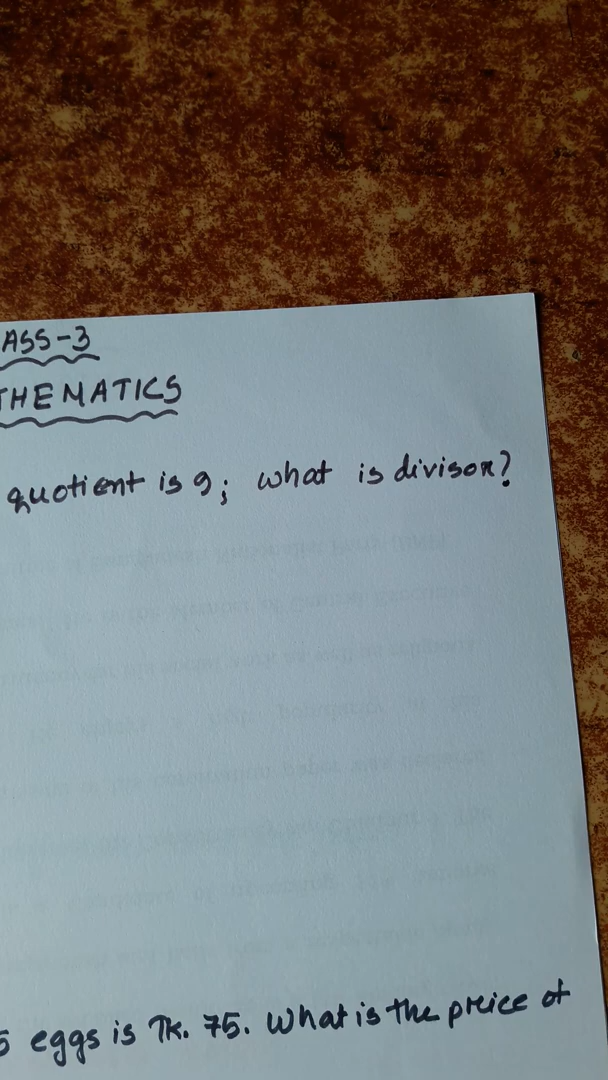 ASS-3
THEMATICS
quotient is 9; what is divison?
5 eggs is Tk. 75. What is the price of